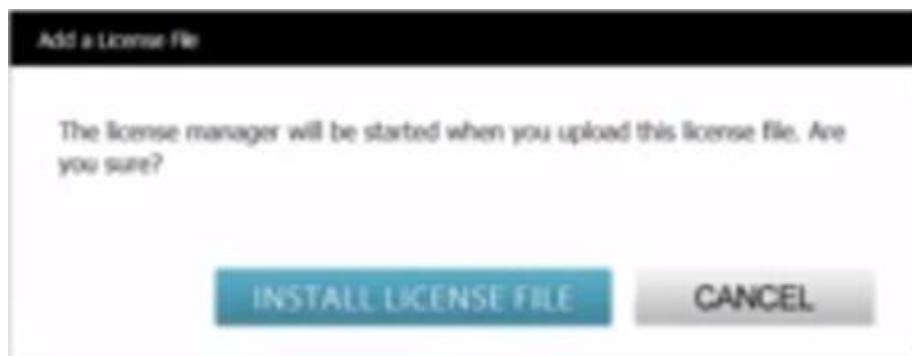 Add a License File
The license manager will be started when you upload this license file. Are
you sure?
INSTALL LICENSE FILE
CANCEL